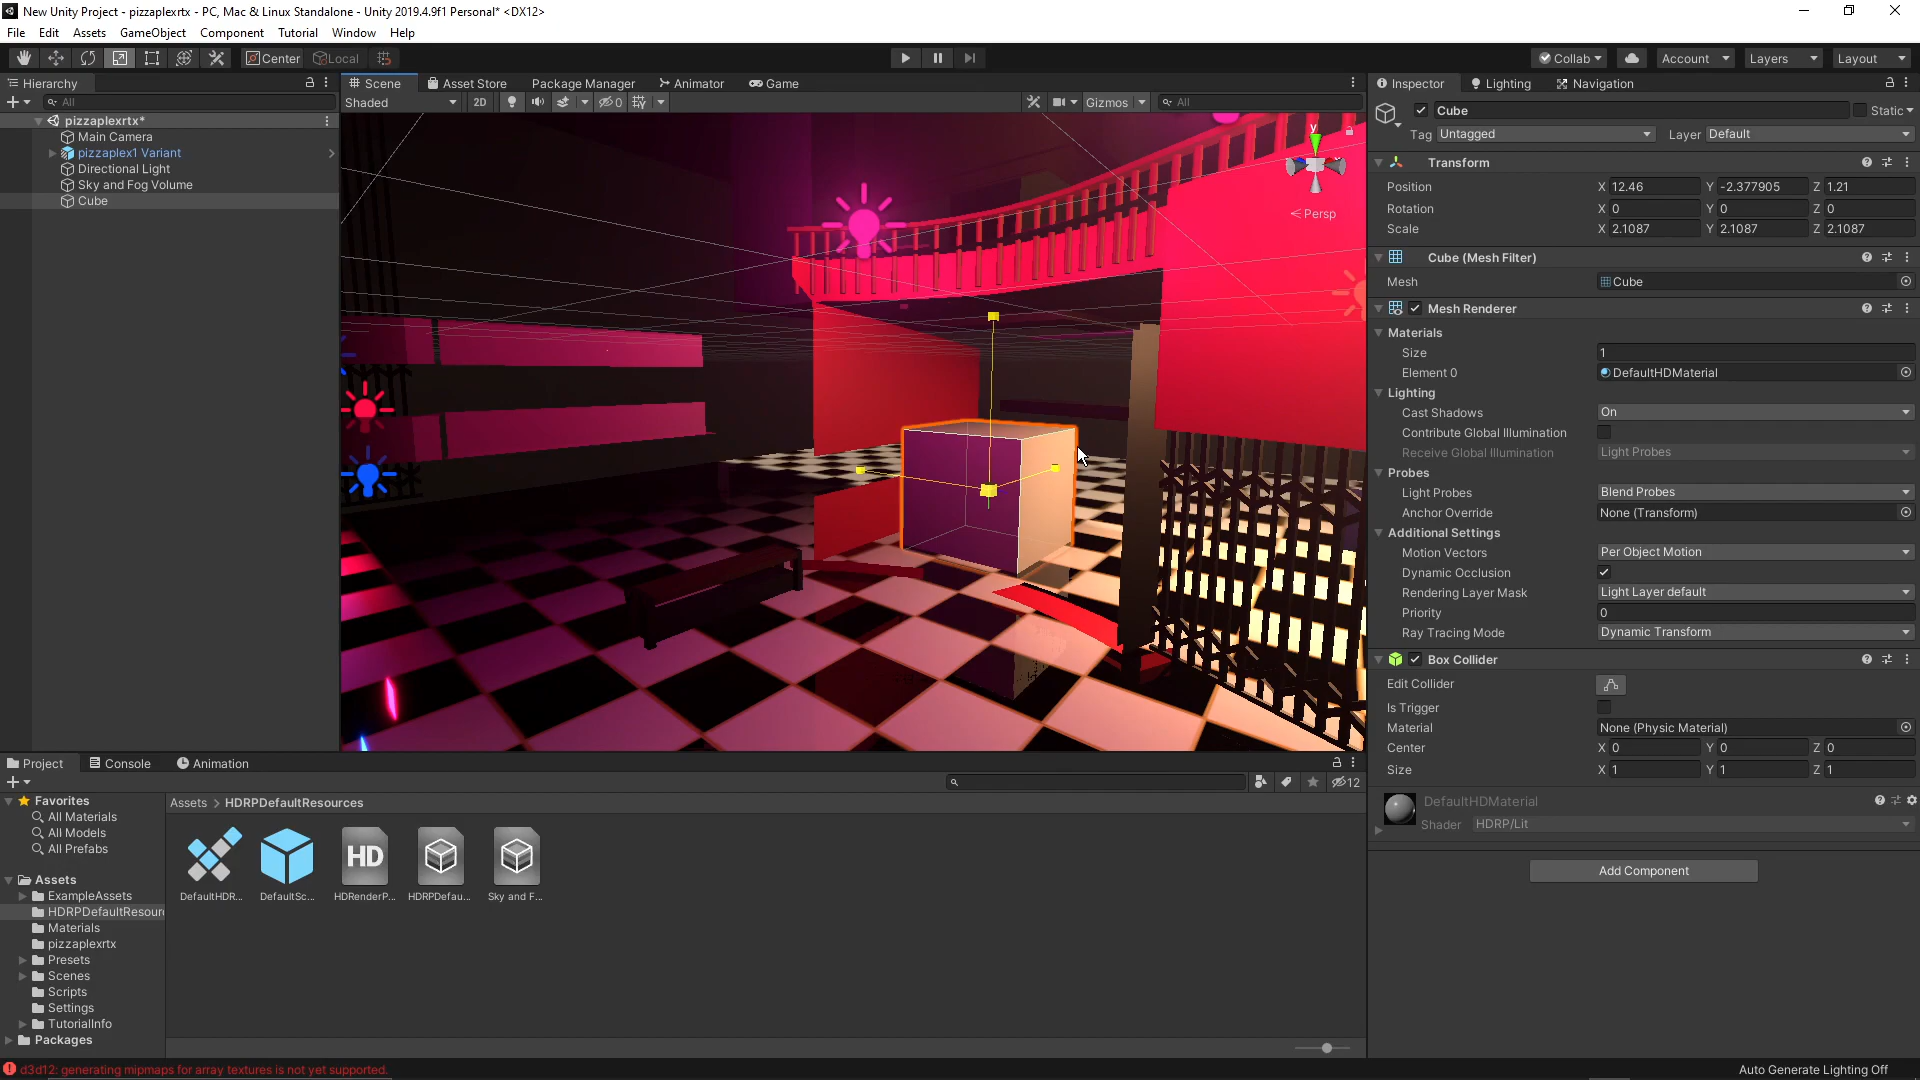 New Unity Project - pizzaplexrtx - PC, Mac & Linux Standalone - Unity 2019.4.9f1 Personal* <DX12>
File Edit Assets GameObject Component Tutorial Window Help
Center Local Collab Account Layers Layout
Hierarchy
All
pizzaplexrtx*
Main Camera
pizzaplex1 Variant
Directional Light
Sky and Fog Volume
Cube
Scene Asset Store Package Manager Animator Game
Shaded 2D 0 Gizmos All
y
Persp
Inspector Lighting Navigation
Cube Static
Tag Untagged Layer Default
Transform
Position X 12.46 Y -2.377905 Z 1.21
Rotation X 0 Y 0 Z 0
Scale X 2.1087 Y 2.1087 Z 2.1087
Cube (Mesh Filter)
Mesh Cube
Mesh Renderer
Materials
Size 1
Element 0 DefaultHDMaterial
Lighting
Cast Shadows On
Contribute Global Illumination
Receive Global Illumination Light Probes
Probes
Light Probes Blend Probes
Anchor Override None (Transform)
Additional Settings
Motion Vectors Per Object Motion
Dynamic Occlusion
Rendering Layer Mask Light Layer default
Priority 0
Ray Tracing Mode Dynamic Transform
Box Collider
Edit Collider
Is Trigger
Material None (Physic Material)
Center X 0 Y 0 Z 0
Size X 1 Y 1 Z 1
DefaultHDMaterial
Shader HDRP/Lit
Add Component
Project Console Animation
12
Favorites
All Materials
All Models
All Prefabs
Assets
ExampleAssets
HDRPDefaultResour
Materials
pizzaplexrtx
Presets
Scenes
Scripts
Settings
TutorialInfo
Packages
Assets > HDRPDefaultResources
HD
DefaultHDR... DefaultSc... HDRenderP... HDRPDefau... Sky and F...
d3d12: generating mipmaps for array textures is not yet supported.
Auto Generate Lighting Off